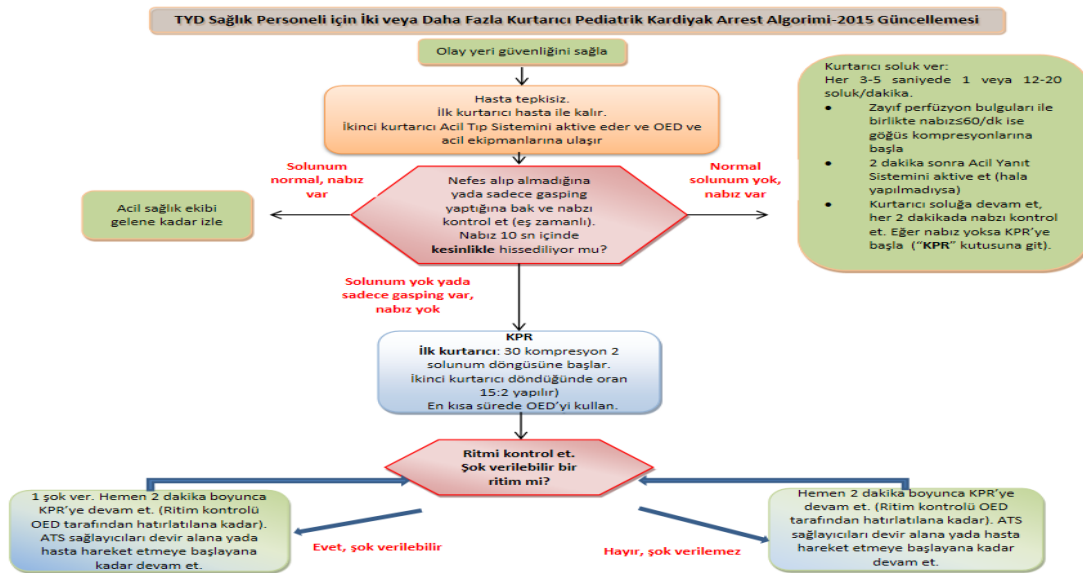 TYD Sağlık Personeli için İki veya Daha Fazla Kurtarıcı Pediatrik Kardiyak Arrest Algorimi-2015 Güncellemesi
Olay yeri güvenliğini sağla
Hasta tepkisiz.
İlk kurtarıcı hasta ile kalır.
İkinci kurtarıcı Acil Tıp Sistemini aktive eder ve OED ve
acil ekipmanlarına ulaşır
Kurtarıcı soluk ver:
Her 3-5 saniyede 1 veya 12-20
soluk/dakika.
• Zayıf perfüzyon bulguları ile
birlikte nabız≤60/dk ise
göğüs kompresyonlarına
başla
• 2 dakika sonra Acil Yanıt
Sistemini aktive et (hala
yapılmadıysa)
• Kurtarıcı soluğa devam et,
her 2 dakikada nabzı kontrol
et. Eğer nabız yoksa KPR'ye
başla ("KPR" kutusuna git).
Solunum
normal, nabız
var
Normal
solunum yok,
nabız var
Nefes alıp almadığına
yada sadece gasping
yaptığına bak ve nabzı
kontrol et (eş zamanlı).
Nabız 10 sn içinde
kesinlikle hissediliyor mu?
Acil sağlık ekibi
gelene kadar izle
Solunum yok yada
sadece gasping var,
nabız yok
KPR
İlk kurtarıcı: 30 kompresyon 2
solunum döngüsüne başlar.
İkinci kurtarıcı döndüğünde oran
15:2 yapılır)
En kısa sürede OED'yi kullan.
Ritmi kontrol et.
Şok verilebilir bir
ritim mi?
1 şok ver. Hemen 2 dakika boyunca
KPR'ye devam et. (Ritim kontrolü
OED tarafından hatırlatılana kadar).
ATS sağlayıcıları devir alana yada
hasta hareket etmeye başlayana
kadar devam et.
Evet, şok verilebilir
Hayır, şok verilemez
Hemen 2 dakika boyunca KPR'ye
devam et. (Ritim kontrolü OED
tarafından hatırlatılana kadar). ATS
sağlayıcıları devir alana yada hasta
hareket etmeye başlayana kadar
devam et.